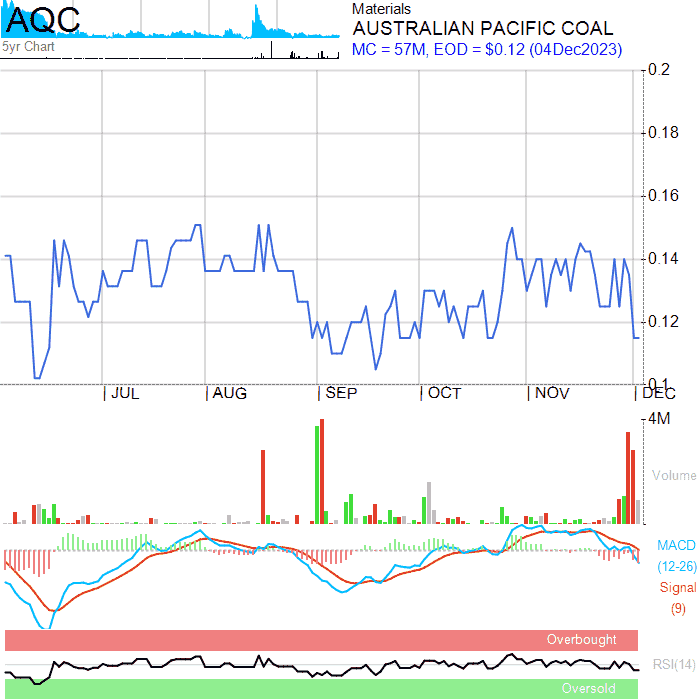 AQC
5yr Chart
Materials
AUSTRALIAN PACIFIC COAL
MC = 57M, EOD = $0.12 (04Dec2023)
0.2
0.18
0.16
0.14
0.12
0.1
JUL AUG SEP OCT NOV DEC
4M
Volume
MACD
(12-26)
Signal
(9)
Overbought
RSI(14)
Oversold